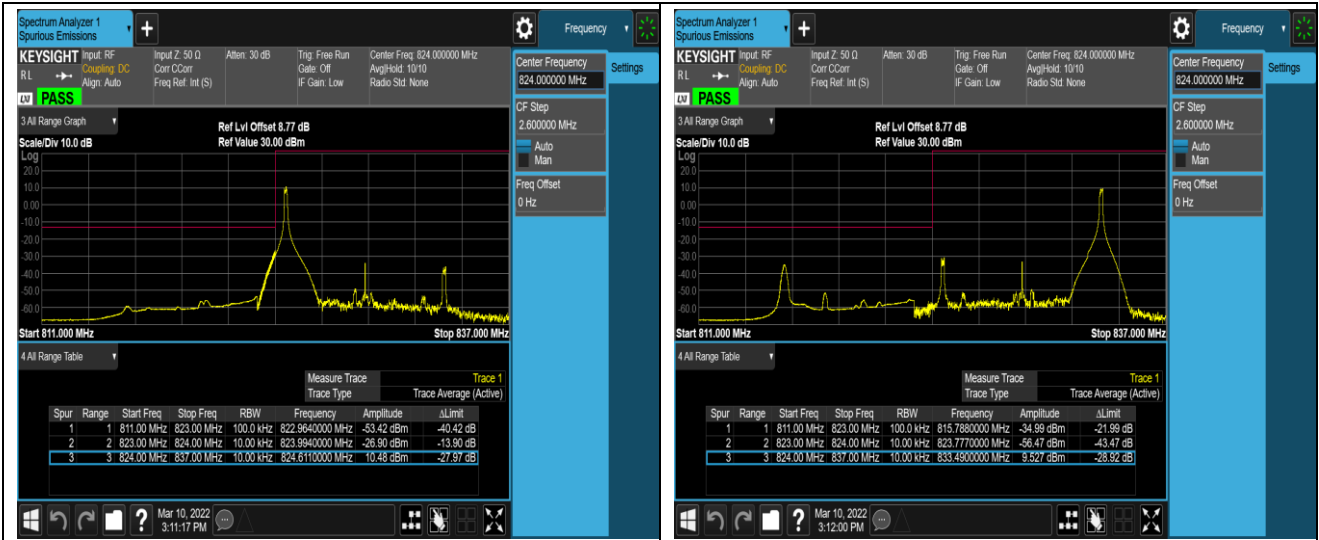 Spectrum Analyzer 1
Spurious Emissions
Frequency
KEYSIGHT Input: RF Input Z: 50 Ω Atten: 30 dB Trig: Free Run Center Freq: 824.000000 MHz
RL Coupling: DC Corr CCorr Gate: Off Avg|Hold: 10/10
Align: Auto Freq Ref: Int (S) IF Gain: Low Radio Std: None
LXI PASS
Center Frequency
824.000000 MHz
Settings
CF Step
2.600000 MHz
Auto
Man
Freq Offset
0 Hz
3 All Range Graph
Ref Lvl Offset 8.77 dB
Scale/Div 10.0 dB Ref Value 30.00 dBm
Log
20.0
10.0
0.00
-10.0
-20.0
-30.0
-40.0
-50.0
-60.0
Start 811.000 MHz Stop 837.000 MHz
4 All Range Table
Measure Trace Trace 1
Trace Type Trace Average (Active)
Spur Range Start Freq Stop Freq RBW Frequency Amplitude ΔLimit
1 1 811.00 MHz 823.00 MHz 100.0 kHz 822.9640000 MHz -53.42 dBm -40.42 dB
2 2 823.00 MHz 824.00 MHz 10.00 kHz 823.9940000 MHz -26.90 dBm -13.90 dB
3 3 824.00 MHz 837.00 MHz 10.00 kHz 824.6110000 MHz 10.48 dBm -27.97 dB
?
Mar 10, 2022
3:11:17 PM
Spectrum Analyzer 1
Spurious Emissions
Frequency
KEYSIGHT Input: RF Input Z: 50 Ω Atten: 30 dB Trig: Free Run Center Freq: 824.000000 MHz
RL Coupling: DC Corr CCorr Gate: Off Avg|Hold: 10/10
Align: Auto Freq Ref: Int (S) IF Gain: Low Radio Std: None
LXI PASS
Center Frequency
824.000000 MHz
Settings
CF Step
2.600000 MHz
Auto
Man
Freq Offset
0 Hz
3 All Range Graph
Ref Lvl Offset 8.77 dB
Scale/Div 10.0 dB Ref Value 30.00 dBm
Log
20.0
10.0
0.00
-10.0
-20.0
-30.0
-40.0
-50.0
-60.0
Start 811.000 MHz Stop 837.000 MHz
4 All Range Table
Measure Trace Trace 1
Trace Type Trace Average (Active)
Spur Range Start Freq Stop Freq RBW Frequency Amplitude ΔLimit
1 1 811.00 MHz 823.00 MHz 100.0 kHz 815.7880000 MHz -34.99 dBm -21.99 dB
2 2 823.00 MHz 824.00 MHz 10.00 kHz 823.7770000 MHz -56.47 dBm -43.47 dB
3 3 824.00 MHz 837.00 MHz 10.00 kHz 833.4900000 MHz 9.527 dBm -28.92 dB
?
Mar 10, 2022
3:12:00 PM